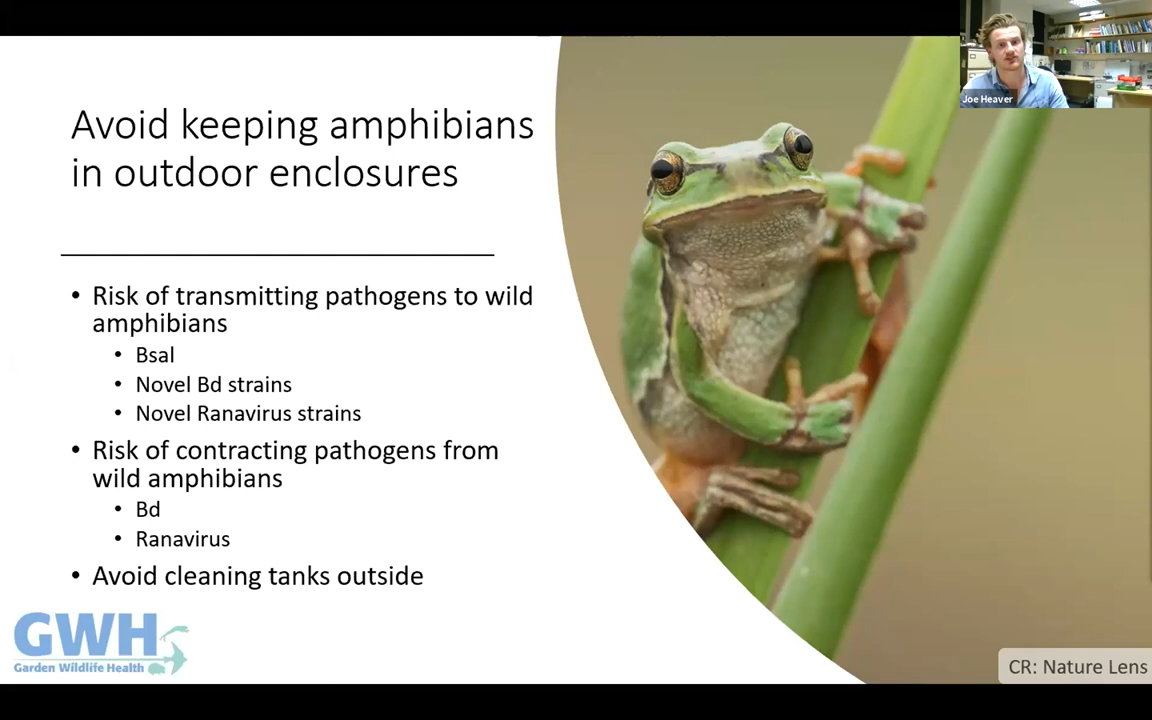 Joe Heaver
Avoid keeping amphibians
in outdoor enclosures
• Risk of transmitting pathogens to wild
amphibians
• Bsal
• Novel Bd strains
• Novel Ranavirus strains
• Risk of contracting pathogens from
wild amphibians
• Bd
• Ranavirus
• Avoid cleaning tanks outside
GWH
Garden Wildlife Health
CR: Nature Lens